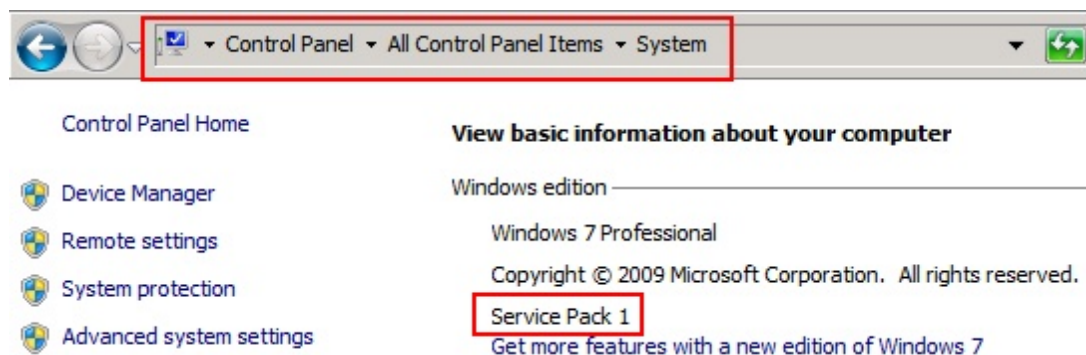 Control Panel All Control Panel Items System
Control Panel Home
View basic information about your computer
Device Manager
Windows edition
Windows 7 Professional
Remote settings
Copyright © 2009 Microsoft Corporation. All rights reserved.
System protection
Service Pack 1
Advanced system settings
Get more features with a new edition of Windows 7